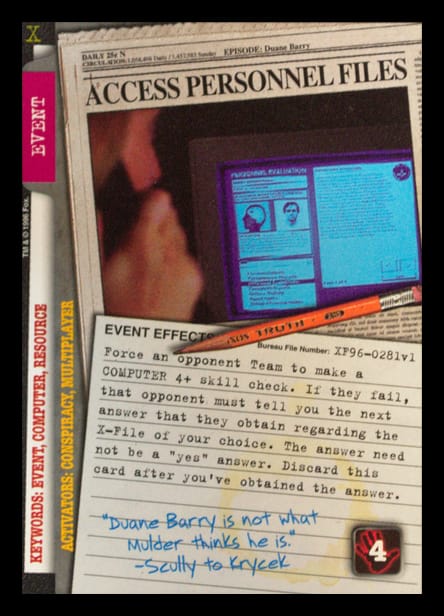 X
DAILY 25¢ N
CIRCULATION:
EPISODE: Duane Barry
ACCESS PERSONNEL FILES
EVENT
TM & © 1996 Fox.
KEYWORDS: EVENT, COMPUTER, RESOURCE
ACTIVATORS: CONSPIRACY, MULTIPLAYER
PERSONNEL EVALUATION
TRUTH
EVENT EFFECTS
Bureau File Number: XF96-0281v1
Force an opponent Team to make a
COMPUTER 4+ skill check. If they fail,
that opponent must tell you the next
answer that they obtain regarding the
X-File of your choice. The answer need
not be a "yes" answer. Discard this
card after you've obtained the answer.
"Duane Barry is not what
Mulder thinks he is."
-Scully to Krycek
4